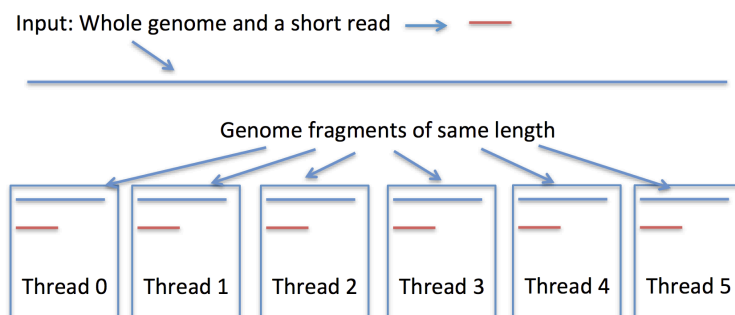 Input: Whole genome and a short read
Genome fragments of same length
Thread 0 Thread 1 Thread 2 Thread 3 Thread 4 Thread 5